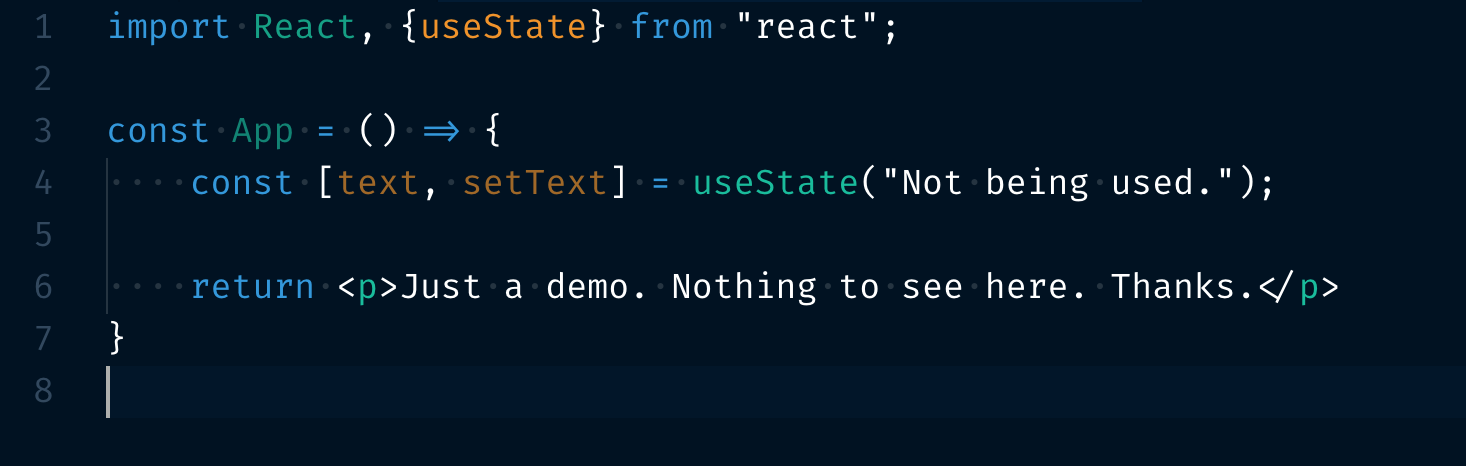 1 import React, {useState} from "react";
2
3 const App = () => {
4     const [text, setText] = useState("Not being used.");
5
6     return <p>Just a demo. Nothing to see here. Thanks.</p>
7 }
8